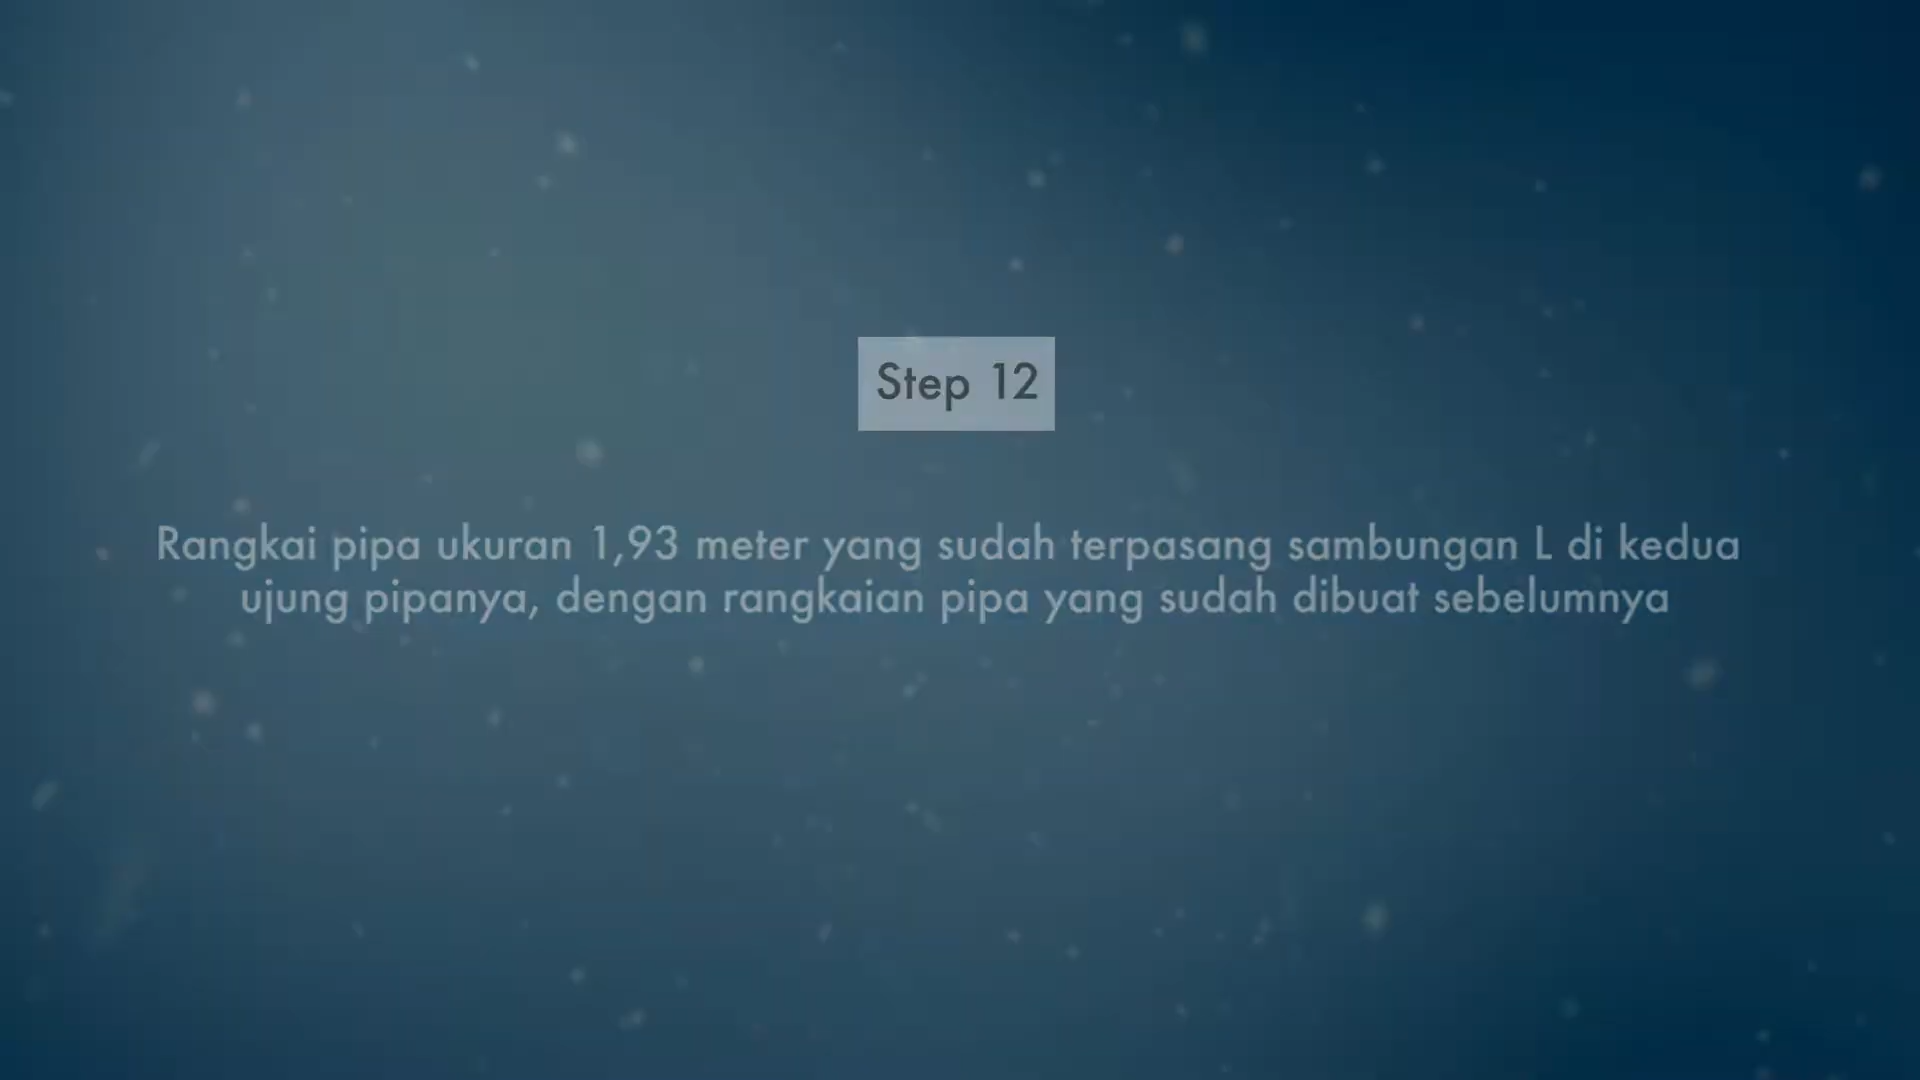 Step 12
Rangkai pipa ukuran 1,93 meter yang sudah terpasang sambungan L di kedua
ujung pipanya, dengan rangkaian pipa yang sudah dibuat sebelumnya